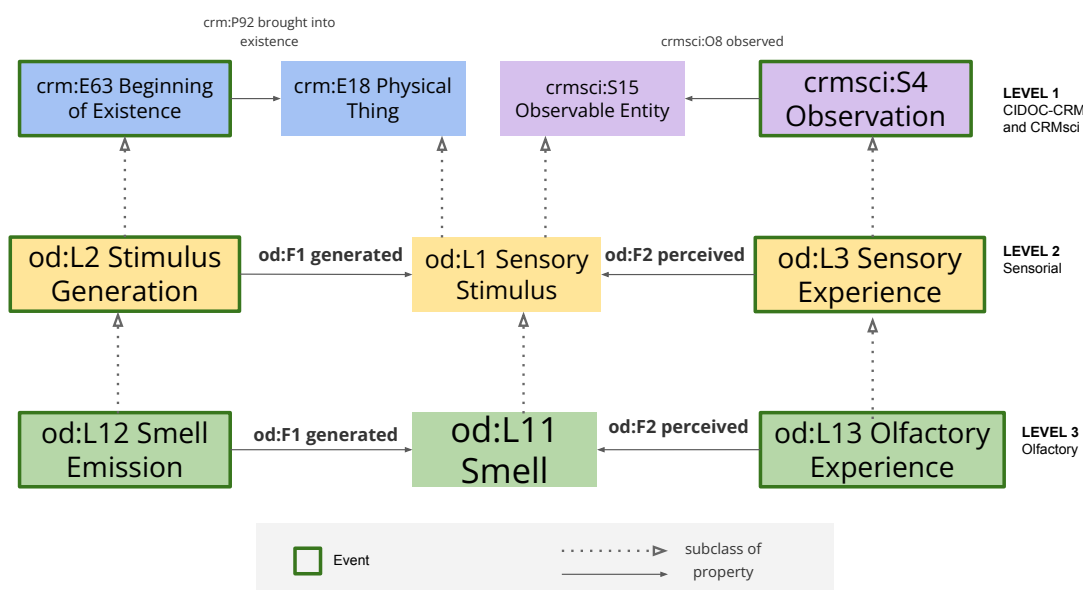 crm:P92 brought into
existence
crmsci:O8 observed
crm:E63 Beginning
of Existence
crm:E18 Physical
Thing
crmsci:S15
Observable Entity
crmsci:S4
Observation
LEVEL 1
CIDOC-CRM
and CRMsci
od:L2 Stimulus
Generation
od:F1 generated
od:L1 Sensory
Stimulus
od:F2 perceived
od:L3 Sensory
Experience
LEVEL 2
Sensorial
od:L12 Smell
Emission
od:F1 generated
od:L11
Smell
od:F2 perceived
od:L13 Olfactory
Experience
LEVEL 3
Olfactory
Event
subclass of
property